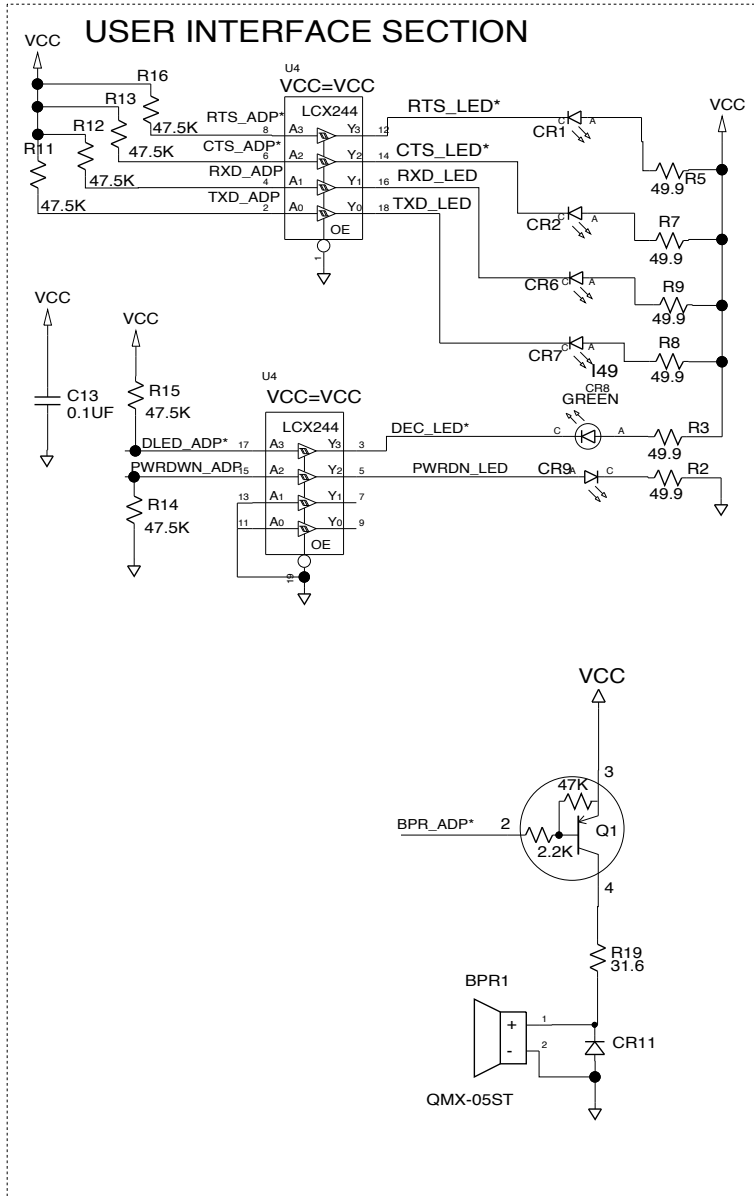 USER INTERFACE SECTION
VCC
R16
R13
R12
R11
47.5K
47.5K
47.5K
47.5K
RTS_ADP*
CTS_ADP*
RXD_ADP
TXD_ADP
8
6
4
2
U4
VCC=VCC
LCX244
A3 Y3
A2 Y2
A1 Y1
A0 Y0
OE
1
12
14
16
18
RTS_LED*
CTS_LED*
RXD_LED
TXD_LED
C A
CR1
C A
CR2
C A
CR6
C A
CR7
I49
VCC
R5
49.9
R7
49.9
R9
49.9
R8
49.9
VCC
C13
0.1UF
VCC
R15
47.5K
DLED_ADP*
PWRDWN_ADP
R14
47.5K
17
15
13
11
U4
VCC=VCC
LCX244
A3 Y3
A2 Y2
A1 Y1
A0 Y0
OE
19
3
5
7
9
DEC_LED*
PWRDN_LED
CR8
GREEN
C A
CR9
A C
R3
49.9
R2
49.9
VCC
3
47K
BPR_ADP*
2
2.2K
Q1
4
R19
31.6
BPR1
+
-
1
2
CR11
QMX-05ST